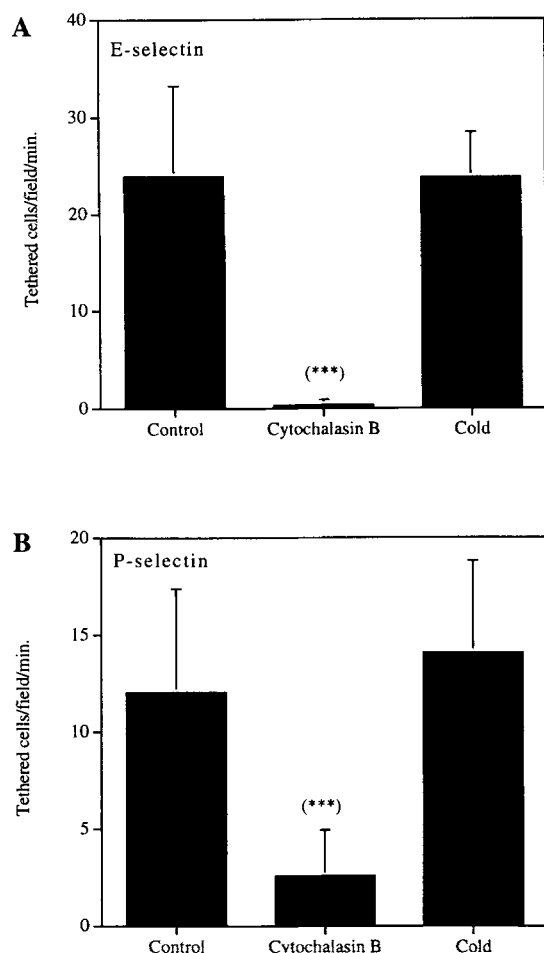 A
E-selectin
40
30
20
10
0
Tethered cells/field/min.
(***)
Control Cytochalasin B Cold
B
P-selectin
20
15
10
5
0
Tethered cells/field/min.
(***)
Control Cytochalasin B Cold